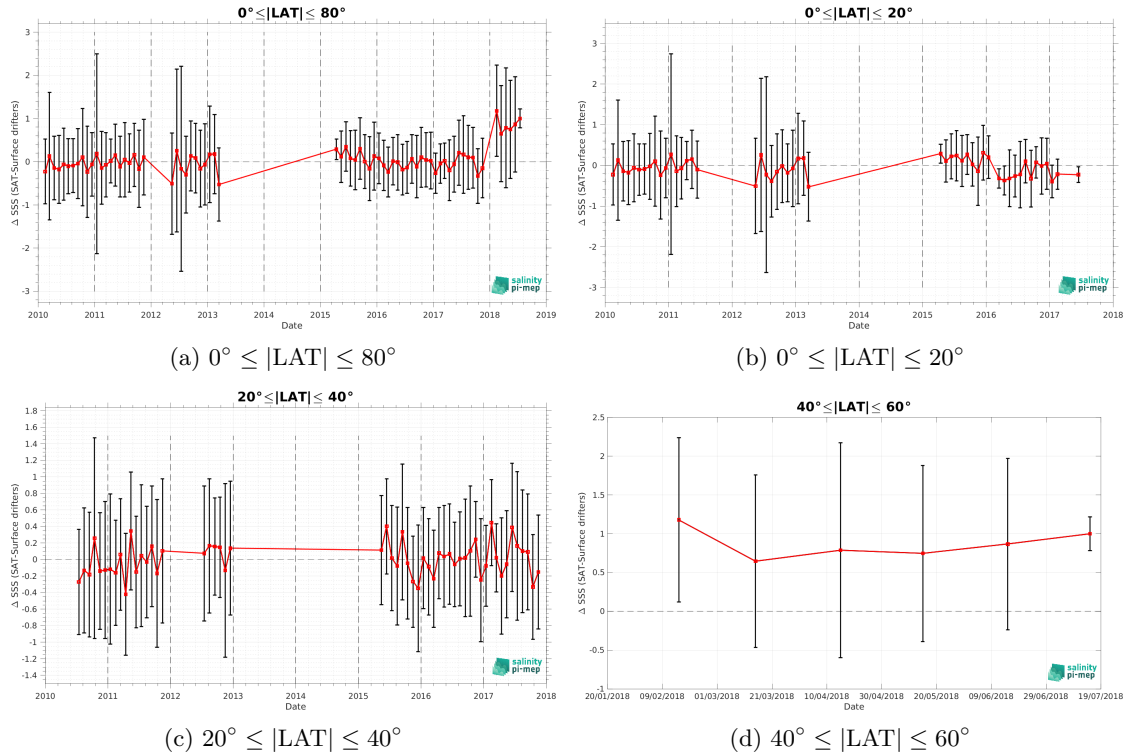 0°≤|LAT|≤ 80°
Δ SSS (SAT-Surface drifters)
3
2
1
0
-1
-2
-3
2010 2011 2012 2013 2014 2015 2016 2017 2018 2019
Date
salinity
pi-mep
(a) 0° ≤ |LAT| ≤ 80°
0°≤|LAT|≤ 20°
Δ SSS (SAT-Surface drifters)
3
2
1
0
-1
-2
-3
2010 2011 2012 2013 2014 2015 2016 2017 2018
Date
salinity
pi-mep
(b) 0° ≤ |LAT| ≤ 20°
20°≤|LAT|≤ 40°
Δ SSS (SAT-Surface drifters)
1.8
1.6
1.4
1.2
1
0.8
0.6
0.4
0.2
0
-0.2
-0.4
-0.6
-0.8
-1
-1.2
-1.4
2010 2011 2012 2013 2014 2015 2016 2017 2018
Date
salinity
pi-mep
(c) 20° ≤ |LAT| ≤ 40°
40°≤|LAT|≤ 60°
Δ SSS (SAT-Surface drifters)
2.5
2
1.5
1
0.5
0
-0.5
-1
20/01/2018 09/02/2018 01/03/2018 21/03/2018 10/04/2018 30/04/2018 20/05/2018 09/06/2018 29/06/2018 19/07/2018
Date
salinity
pi-mep
(d) 40° ≤ |LAT| ≤ 60°